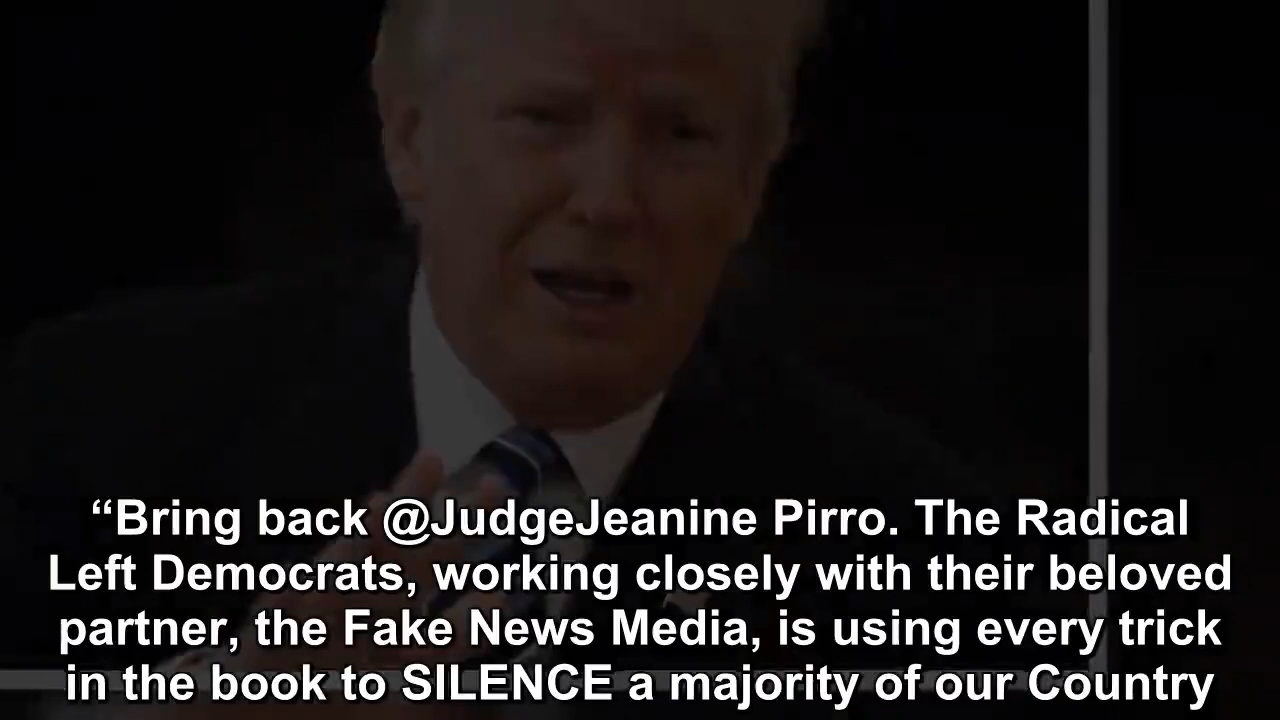 “Bring back @JudgeJeanine Pirro. The Radical
Left Democrats, working closely with their beloved
partner, the Fake News Media, is using every trick
in the book to SILENCE a majority of our Country